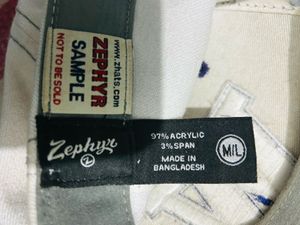 www.zhats.com
ZEPHYR
SAMPLE
NOT TO BE SOLD
Zephyr
Z
97% ACRYLIC
3% SPAN
MADE IN
BANGLADESH
M/L